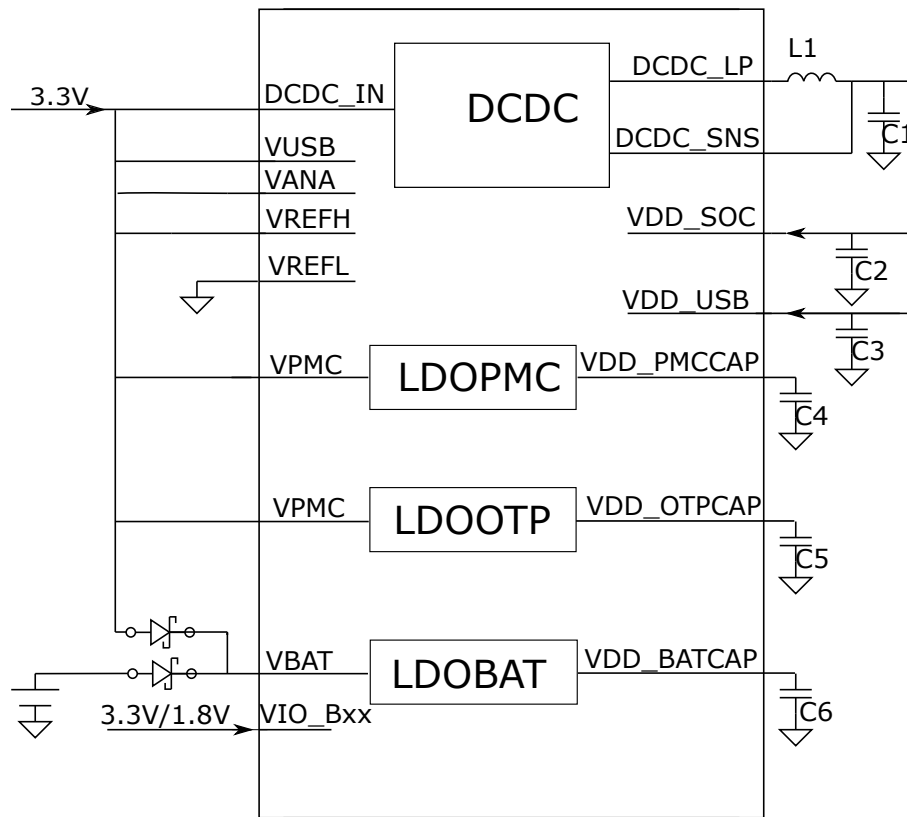 L1
DCDC_LP
3.3V
DCDC_IN
DCDC
C1
DCDC_SNS
VUSB
VANA
VREFH
VDD_SOC
VREFL
C2
VDD_USB
C3
VPMC
LDOPMC
VDD_PMCCAP
C4
VPMC
LDOOTP
VDD_OTPCAP
C5
VBAT
LDOBAT
VDD_BATCAP
3.3V/1.8V
VIO_Bxx
C6